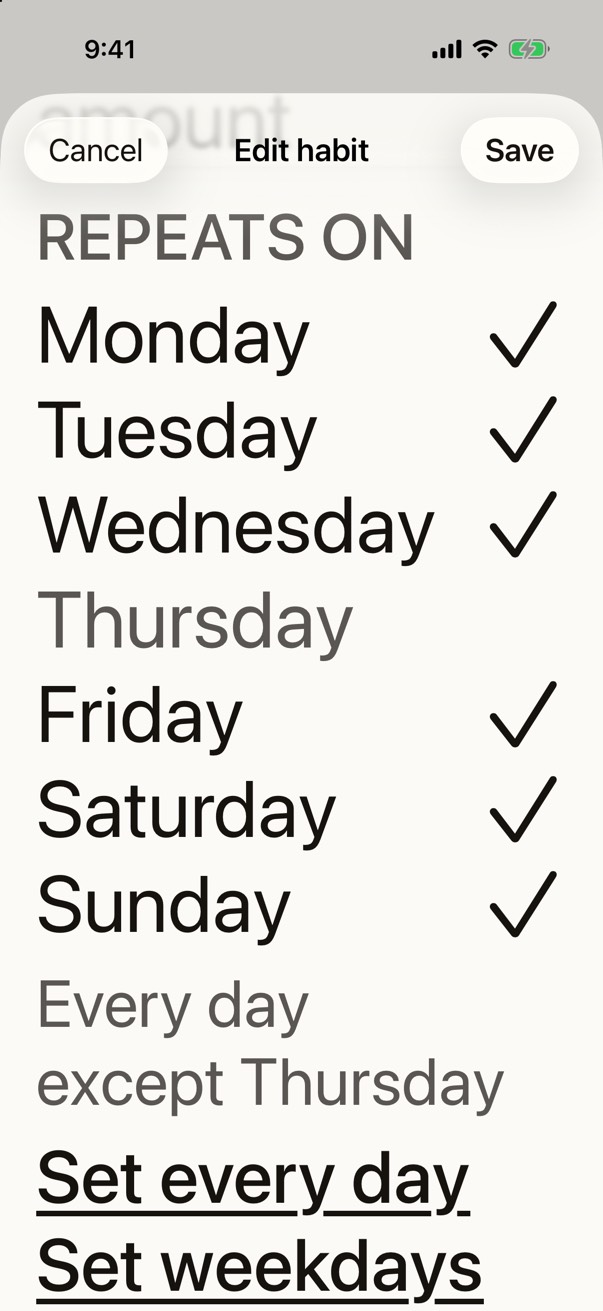 9:41
amount
Cancel
Edit habit
Save
REPEATS ON
Monday
Tuesday
Wednesday
Thursday
Friday
Saturday
Sunday
Every day
except Thursday
Set every day
Set weekdays